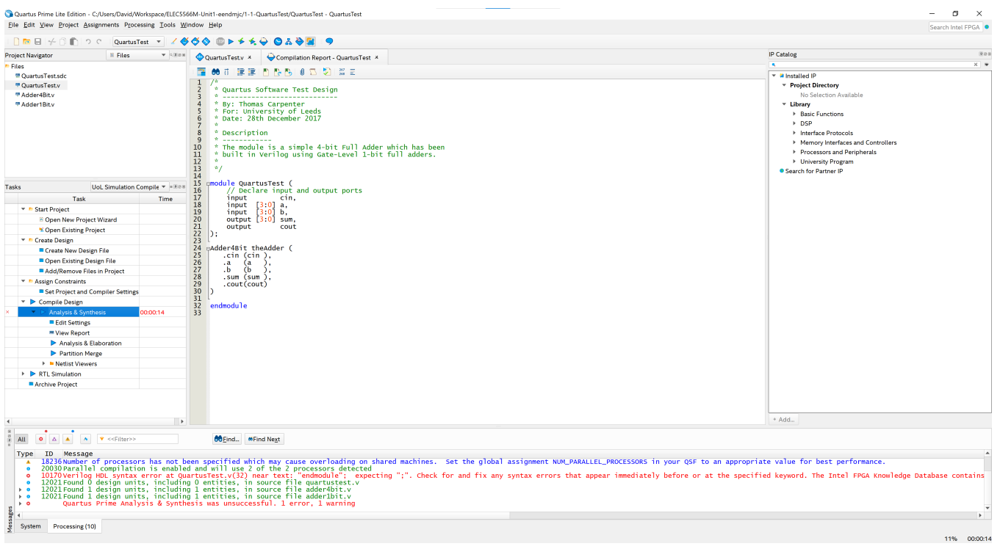 Quartus Prime Lite Edition - C:/Users/David/Workspace/ELEC5566M-Unit1-eendmjc/1-1-QuartusTest/QuartusTest - QuartusTest
File Edit View Project Assignments Processing Tools Window Help
Search Intel FPGA
QuartusTest
Project Navigator
Files
Files
QuartusTest.sdc
QuartusTest.v
Adder4Bit.v
Adder1Bit.v
Tasks
UoL Simulation Compile
Task Time
Start Project
Open New Project Wizard
Open Existing Project
Create Design
Create New Design File
Open Existing Design File
Add/Remove Files in Project
Assign Constraints
Set Project and Compiler Settings
Compile Design
Analysis & Synthesis 00:00:14
Edit Settings
View Report
Analysis & Elaboration
Partition Merge
Netlist Viewers
RTL Simulation
Archive Project
QuartusTest.v
Compilation Report - QuartusTest
1 /*
2 * Quartus Software Test Design
3 * ----------------------------
4 * By: Thomas Carpenter
5 * For: University of Leeds
6 * Date: 28th December 2017
7 *
8 * Description
9 * ------------
10 * The module is a simple 4-bit Full Adder which has been
11 * built in Verilog using Gate-Level 1-bit full adders.
12 *
13 */
14
15 module QuartusTest (
16 // Declare input and output ports
17 input cin,
18 input [3:0] a,
19 input [3:0] b,
20 output [3:0] sum,
21 output cout
22 );
23
24 Adder4Bit theAdder (
25 .cin (cin ),
26 .a (a ),
27 .b (b ),
28 .sum (sum ),
29 .cout(cout)
30 )
31
32 endmodule
33
IP Catalog
Installed IP
Project Directory
No Selection Available
Library
Basic Functions
DSP
Interface Protocols
Memory Interfaces and Controllers
Processors and Peripherals
University Program
Search for Partner IP
+ Add...
All
<<Filter>>
Find...
Find Next
Type ID Message
18236 Number of processors has not been specified which may cause overloading on shared machines. Set the global assignment NUM_PARALLEL_PROCESSORS in your QSF to an appropriate value for best performance.
20030 Parallel compilation is enabled and will use 2 of the 2 processors detected
10170 Verilog HDL syntax error at QuartusTest.v(32) near text: "endmodule"; expecting ";". Check for and fix any syntax errors that appear immediately before or at the specified keyword. The Intel FPGA Knowledge Database contains
12021 Found 0 design units, including 0 entities, in source file quartustest.v
12021 Found 1 design units, including 1 entities, in source file adder4bit.v
12021 Found 1 design units, including 1 entities, in source file adder1bit.v
Quartus Prime Analysis & Synthesis was unsuccessful. 1 error, 1 warning
Messages
System
Processing (10)
11% 00:00:14